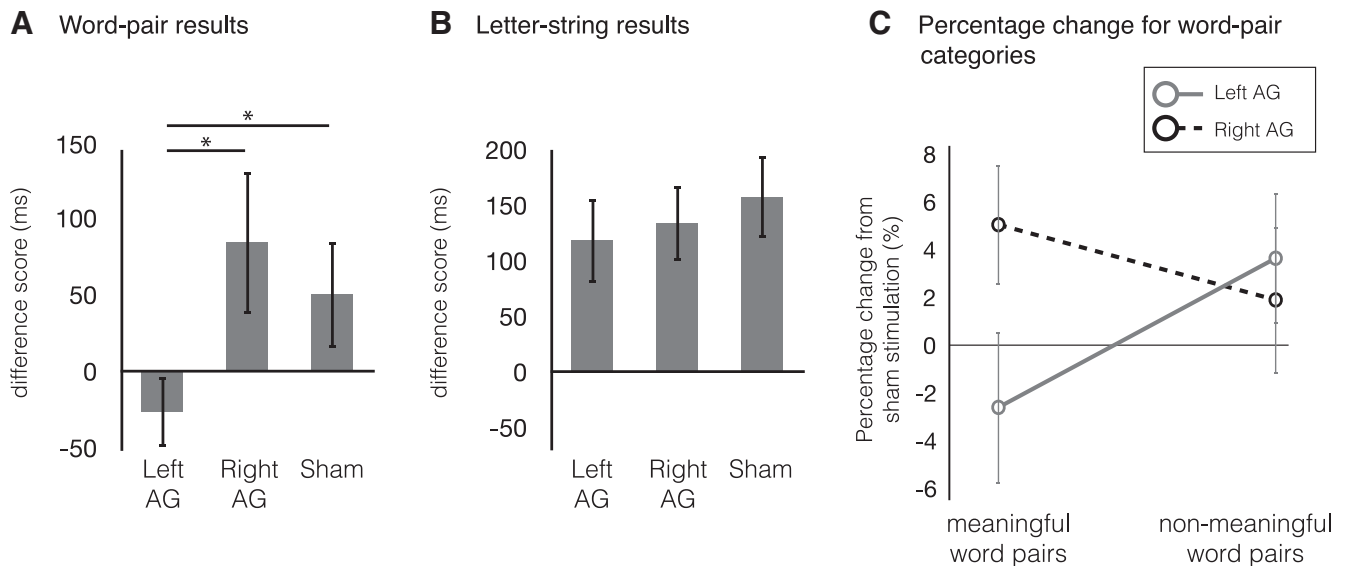 A Word-pair results
*
*
150
100
50
0
-50
difference score (ms)
Left
AG
Right
AG
Sham
B Letter-string results
200
150
100
50
0
-50
difference score (ms)
Left
AG
Right
AG
Sham
C Percentage change for word-pair
categories
Left AG
Right AG
8
6
4
2
0
-2
-4
-6
Percentage change from
sham stimulation (%)
meaningful
word pairs
non-meaningful
word pairs